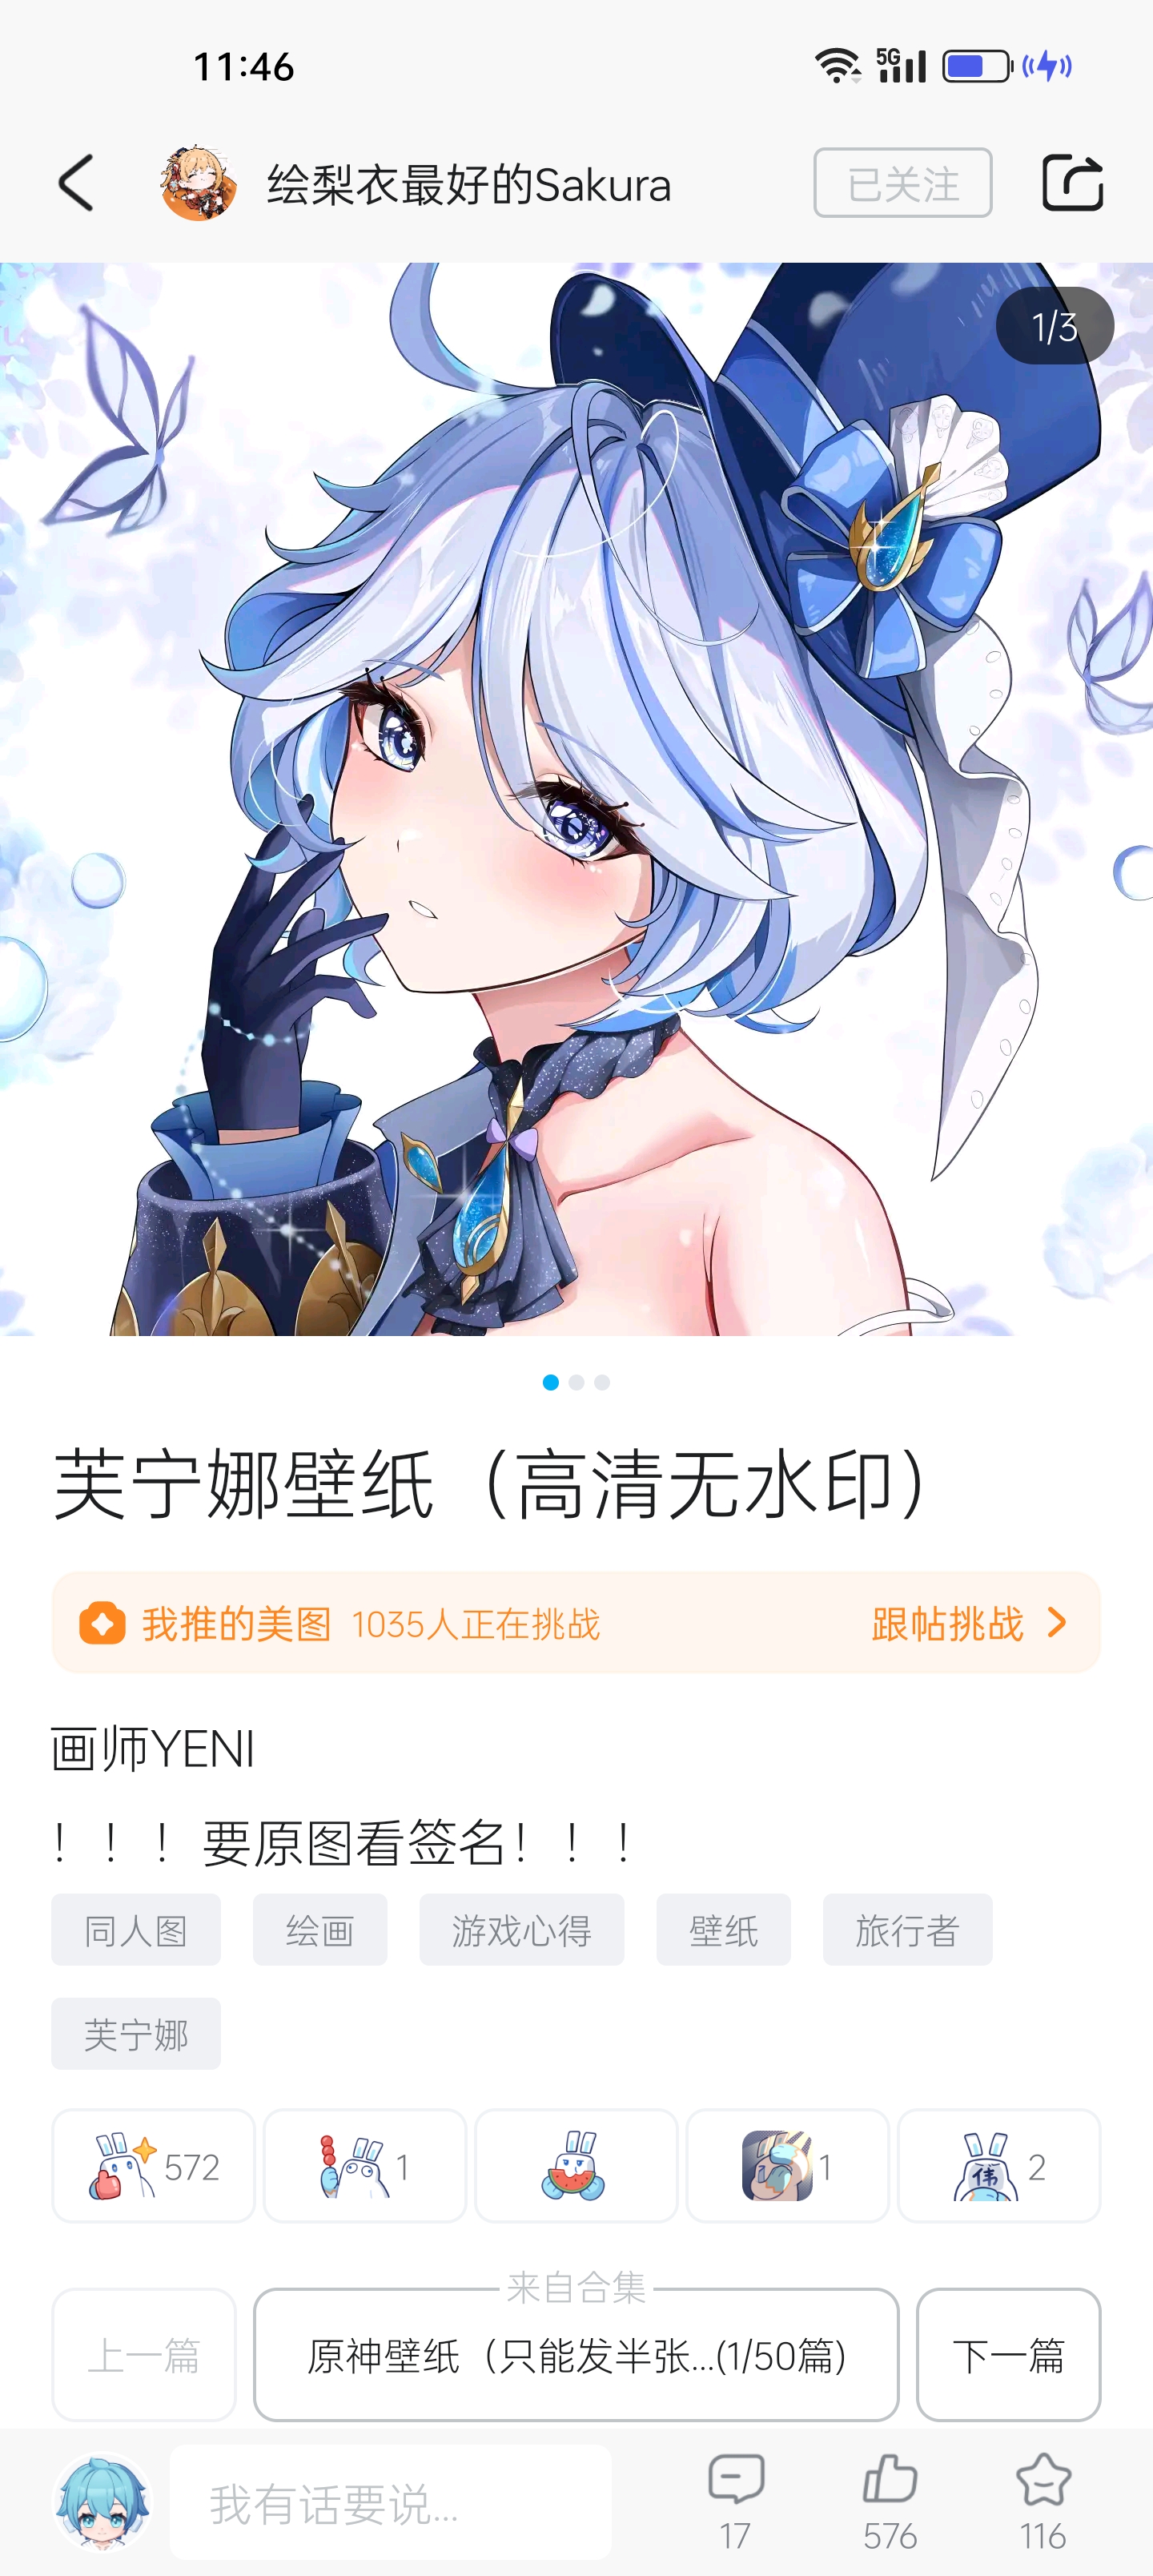 11:46
5G
绘梨衣最好的Sakura
已关注
1/3
芙宁娜壁纸（高清无水印）
我推的美图 1035人正在挑战 跟帖挑战
画师YENI
！！！要原图看签名！！！
同人图 绘画 游戏心得 壁纸 旅行者
芙宁娜
572 1 1 伟 2
来自合集
上一篇 原神壁纸（只能发半张...(1/50篇) 下一篇
我有话要说...
17 576 116